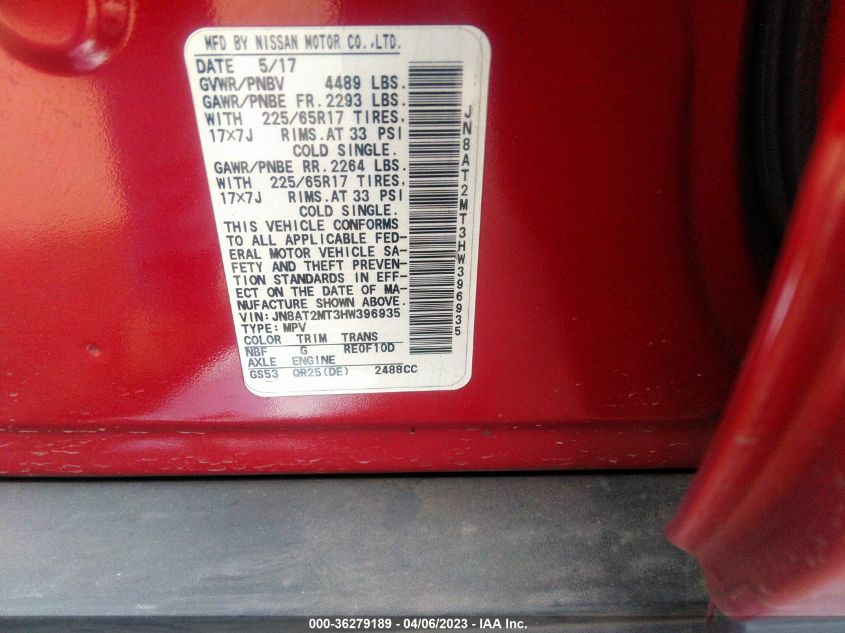 MFD BY NISSAN MOTOR CO.,LTD.
DATE 5/17
GVWR/PNBV 4489 LBS.
GAWR/PNBE FR. 2293 LBS.
WITH 225/65R17 TIRES,
17X7J RIMS. AT 33 PSI
COLD SINGLE.
GAWR/PNBE RR. 2264 LBS.
WITH 225/65R17 TIRES,
17X7J RIMS. AT 33 PSI
COLD SINGLE.
THIS VEHICLE CONFORMS
TO ALL APPLICABLE FED-
ERAL MOTOR VEHICLE SA-
FETY AND THEFT PREVEN-
TION STANDARDS IN EFF-
ECT ON THE DATE OF MA-
NUFACTURE SHOWN ABOVE.
VIN: JN8AT2MT3HW396935
TYPE: MPV
COLOR TRIM TRANS
NBF G RE0F10D
AXLE ENGINE
GS53 QR25(DE) 2488CC
JN8AT2MT3HW396935
000-36279189 - 04/06/2023 - IAA Inc.